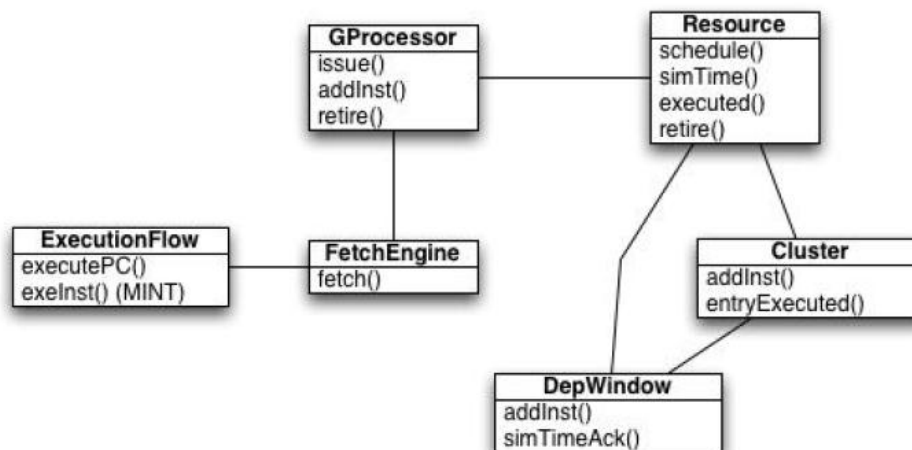 GProcessor
issue()
addInst()
retire()
Resource
schedule()
simTime()
executed()
retire()
ExecutionFlow
executePC()
exeInst() (MINT)
FetchEngine
fetch()
Cluster
addInst()
entryExecuted()
DepWindow
addInst()
simTimeAck()